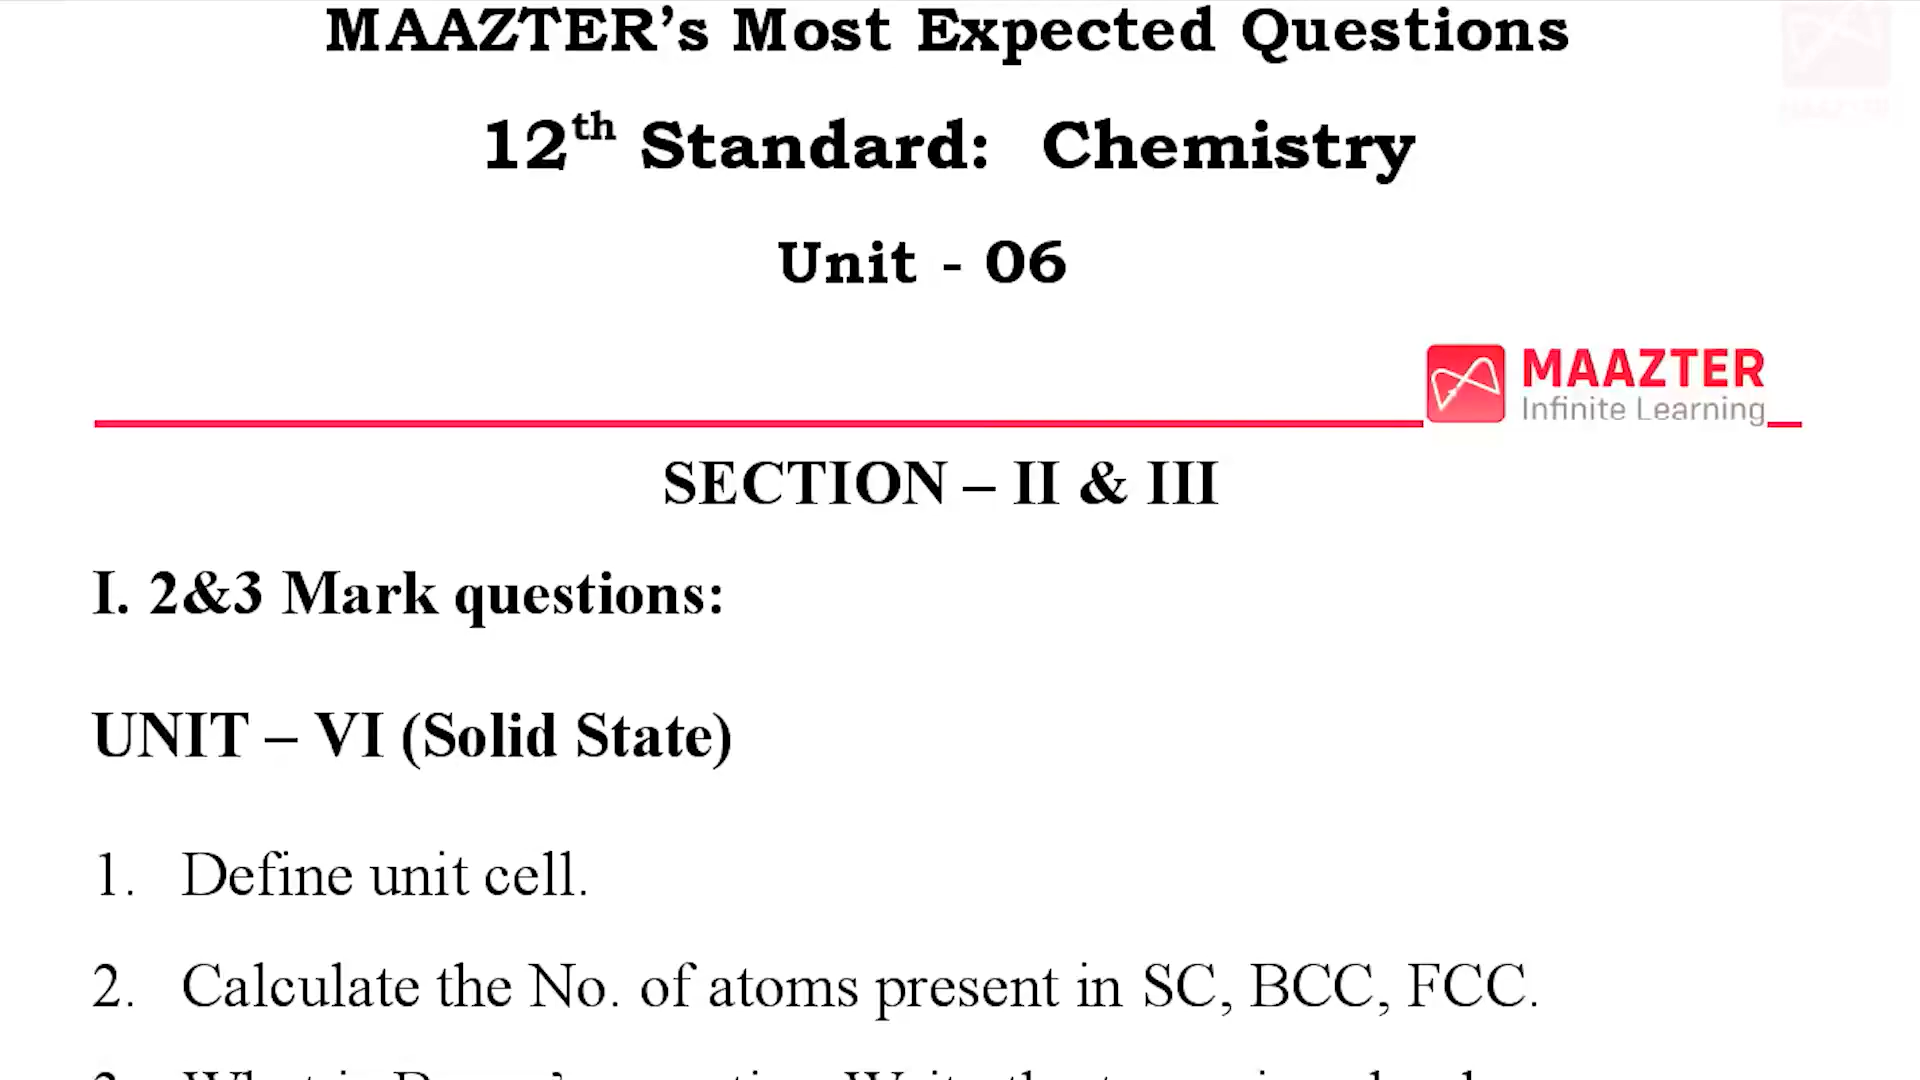 MAAZTER's Most Expected Questions
12th Standard: Chemistry
Unit - 06
MAAZTER
Infinite Learning
SECTION – II & III
I. 2&3 Mark questions:
UNIT – VI (Solid State)
1. Define unit cell.
2. Calculate the No. of atoms present in SC, BCC, FCC.